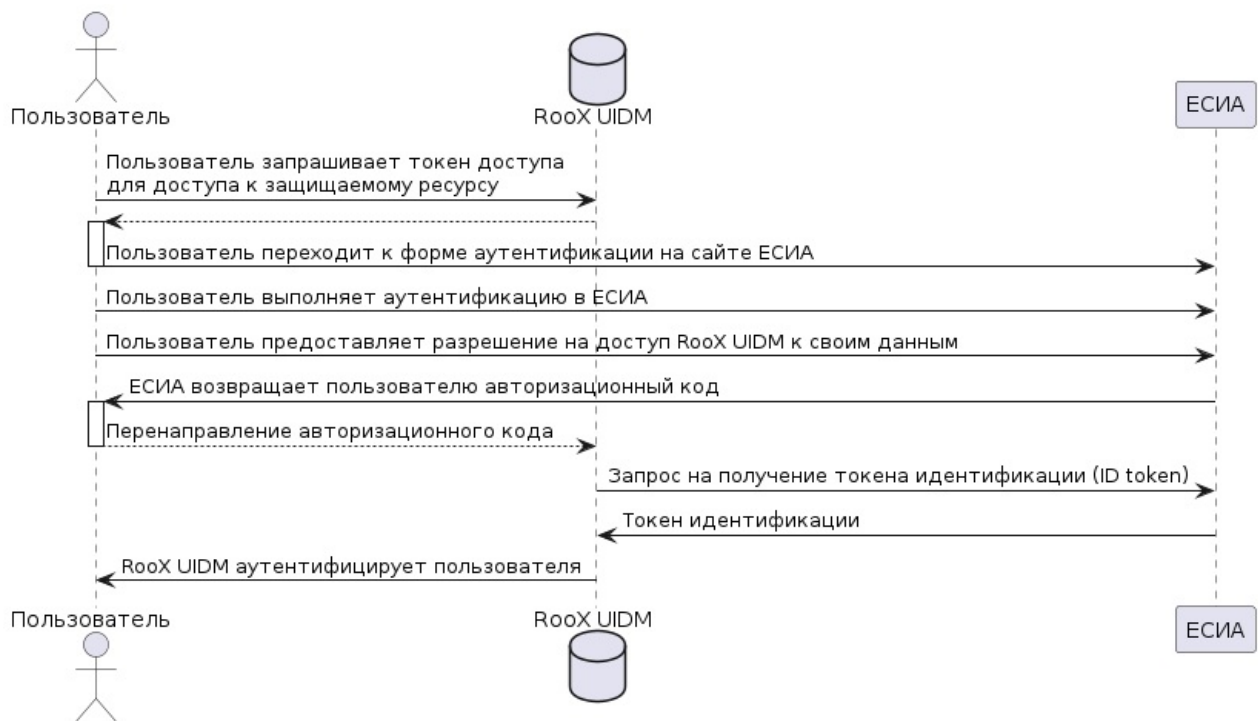 Пользователь
RooX UIDM
ЕСИА
Пользователь запрашивает токен доступа
для доступа к защищаемому ресурсу
Пользователь переходит к форме аутентификации на сайте ЕСИА
Пользователь выполняет аутентификацию в ЕСИА
Пользователь предоставляет разрешение на доступ RooX UIDM к своим данным
ЕСИА возвращает пользователю авторизационный код
Перенаправление авторизационного кода
Запрос на получение токена идентификации (ID token)
Токен идентификации
RooX UIDM аутентифицирует пользователя
Пользователь
RooX UIDM
ЕСИА